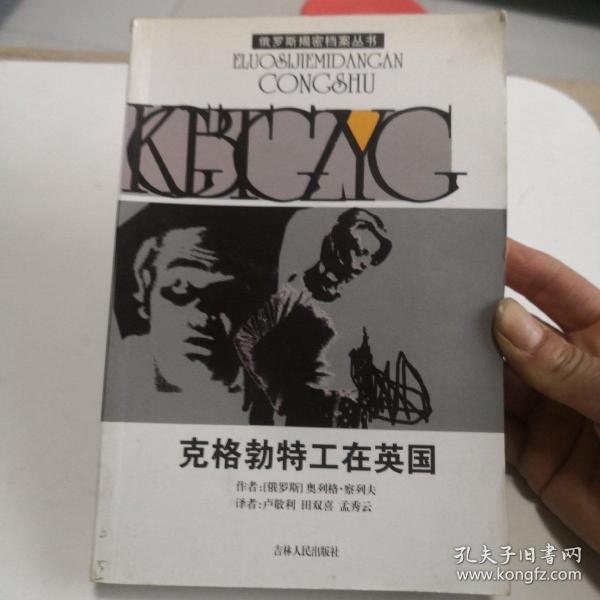 俄罗斯揭密档案丛书
ELUOSIJIEMIDANGAN
CONGSHU
KGBTGZYG
克格勃特工在英国
作者:[俄罗斯]奥列格·察列夫
译者:卢敬利 田双喜 孟秀云
吉林人民出版社
孔夫子旧书网
www.kongfz.com